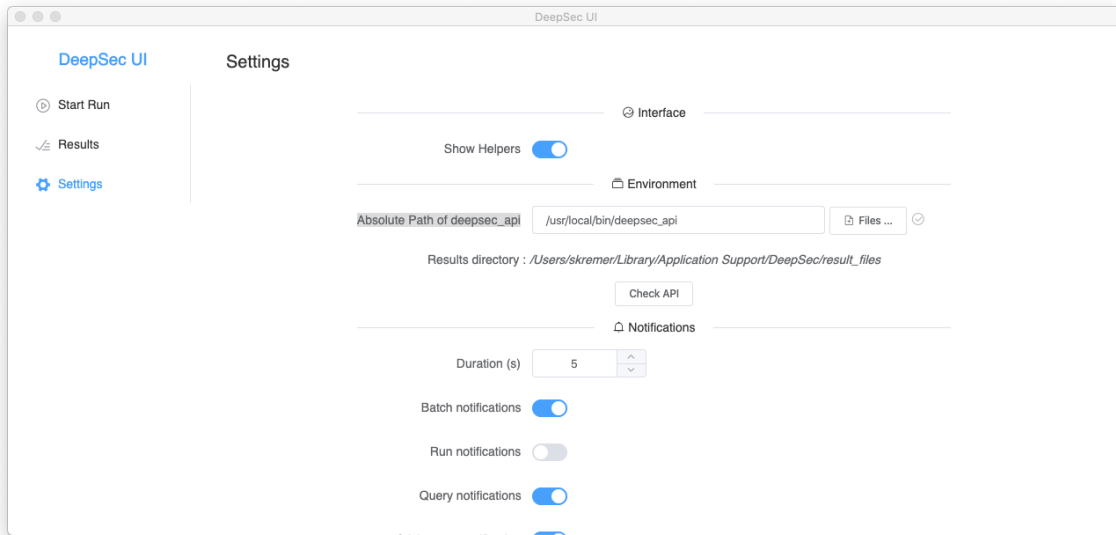 DeepSec UI
DeepSec UI
Settings
Start Run
Results
Settings
Interface
Show Helpers
Environment
Absolute Path of deepsec_api
/usr/local/bin/deepsec_api
Files ...
Results directory : /Users/skremer/Library/Application Support/DeepSec/result_files
Check API
Notifications
Duration (s)
5
Batch notifications
Run notifications
Query notifications